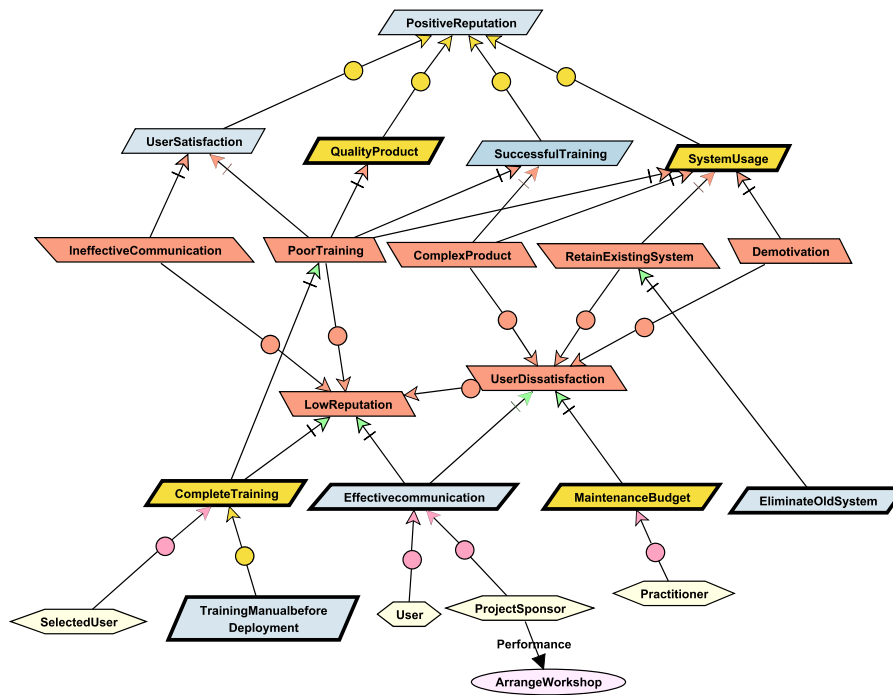 PositiveReputation
UserSatisfaction
QualityProduct
SuccessfulTraining
SystemUsage
IneffectiveCommunication
PoorTraining
ComplexProduct
RetainExistingSystem
Demotivation
UserDissatisfaction
LowReputation
CompleteTraining
Effectivecommunication
MaintenanceBudget
EliminateOldSystem
SelectedUser
TrainingManualbefore
Deployment
User
ProjectSponsor
Practitioner
Performance
ArrangeWorkshop